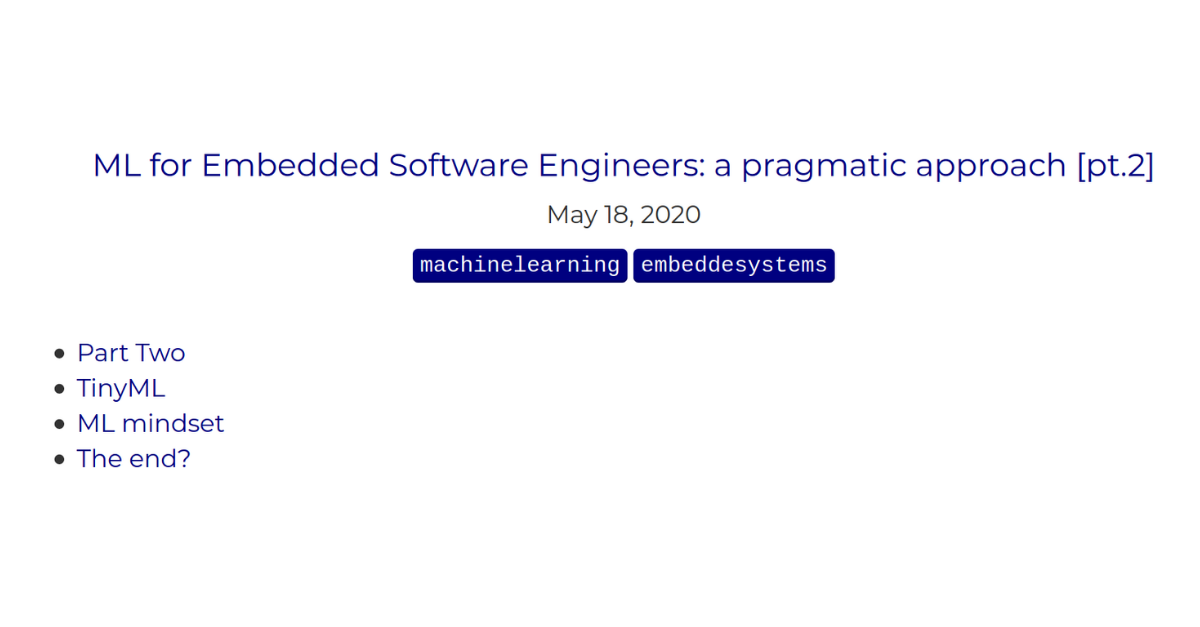 ML for Embedded Software Engineers: a pragmatic approach [pt.2]
May 18, 2020
machinelearning embeddesystems
Part Two
TinyML
ML mindset
The end?